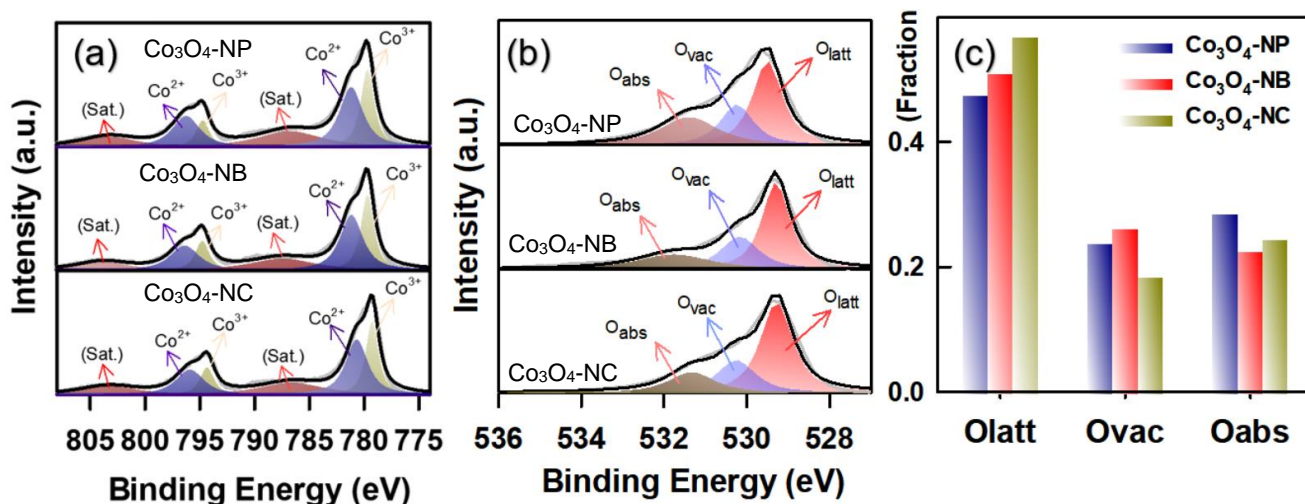 (a)
Co₃O₄-NP
(Sat.)
Co²⁺
Co³⁺
(Sat.)
Co²⁺
Co³⁺
Co₃O₄-NB
(Sat.)
Co²⁺
Co³⁺
(Sat.)
Co²⁺
Co³⁺
Co₃O₄-NC
(Sat.)
Co²⁺
Co³⁺
(Sat.)
Co²⁺
Co³⁺
Intensity (a.u.)
805 800 795 790 785 780 775
Binding Energy (eV)
(b)
Oabs
Ovac
Olatt
Co₃O₄-NP
Oabs
Ovac
Olatt
Co₃O₄-NB
Oabs
Ovac
Olatt
Co₃O₄-NC
Intensity (a.u.)
536 534 532 530 528
Binding Energy (eV)
(c)
Co₃O₄-NP
Co₃O₄-NB
Co₃O₄-NC
(Fraction
0.4
0.2
0.0
Olatt Ovac Oabs